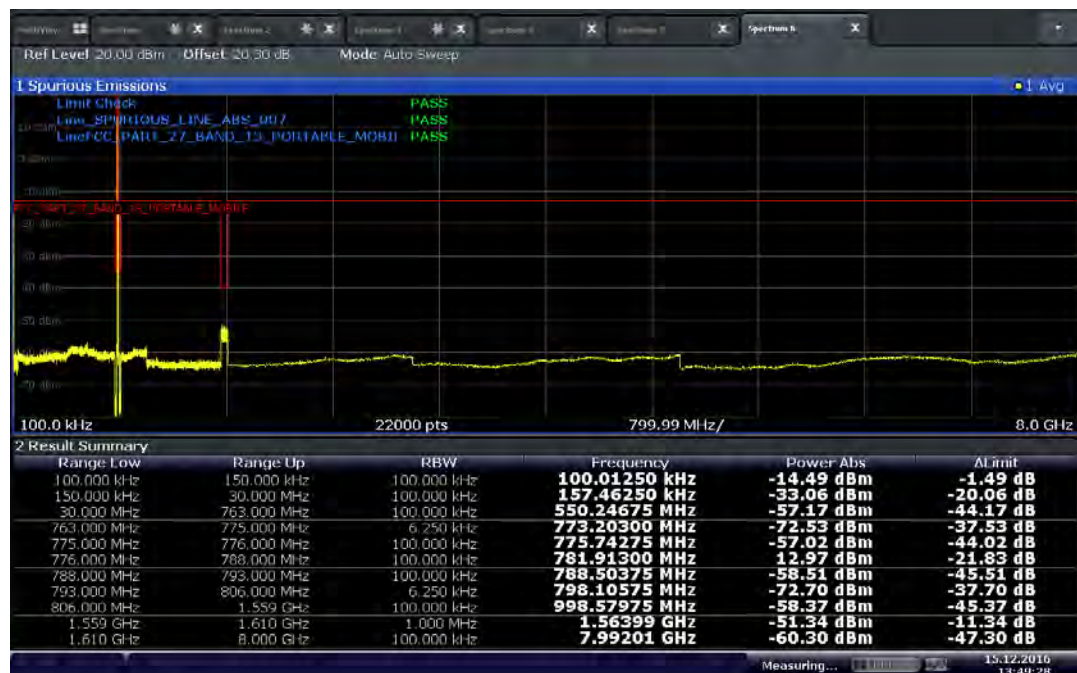 Spectrum 6
Ref Level 20.00 dBm Offset 20.30 dB Mode Auto Sweep
1 Spurious Emissions 1 Avg
Limit Check PASS
Line _SPURIOUS_LINE_ABS_007 PASS
LineFCC_PART_27_BAND_13_PORTABLE_MOBIL PASS
100.0 kHz 22000 pts 799.99 MHz/ 8.0 GHz
2 Result Summary
Range Low Range Up RBW Frequency Power Abs ΔLimit
100.000 kHz 150.000 kHz 100.000 kHz 100.01250 kHz -14.49 dBm -1.49 dB
150.000 kHz 30.000 MHz 100.000 kHz 157.46250 kHz -33.06 dBm -20.06 dB
30.000 MHz 763.000 MHz 100.000 kHz 550.24675 MHz -57.17 dBm -44.17 dB
763.000 MHz 775.000 MHz 6.250 kHz 773.20300 MHz -72.53 dBm -37.53 dB
775.000 MHz 776.000 MHz 100.000 kHz 775.74275 MHz -57.02 dBm -44.02 dB
776.000 MHz 788.000 MHz 100.000 kHz 781.91300 MHz 12.97 dBm -21.83 dB
788.000 MHz 793.000 MHz 100.000 kHz 788.50375 MHz -58.51 dBm -45.51 dB
793.000 MHz 806.000 MHz 6.250 kHz 798.10575 MHz -72.70 dBm -37.70 dB
806.000 MHz 1.559 GHz 100.000 kHz 998.57975 MHz -58.37 dBm -45.37 dB
1.559 GHz 1.610 GHz 1.000 MHz 1.56399 GHz -51.34 dBm -11.34 dB
1.610 GHz 8.000 GHz 100.000 kHz 7.99201 GHz -60.30 dBm -47.30 dB
Measuring... 15.12.2016
13:49:28